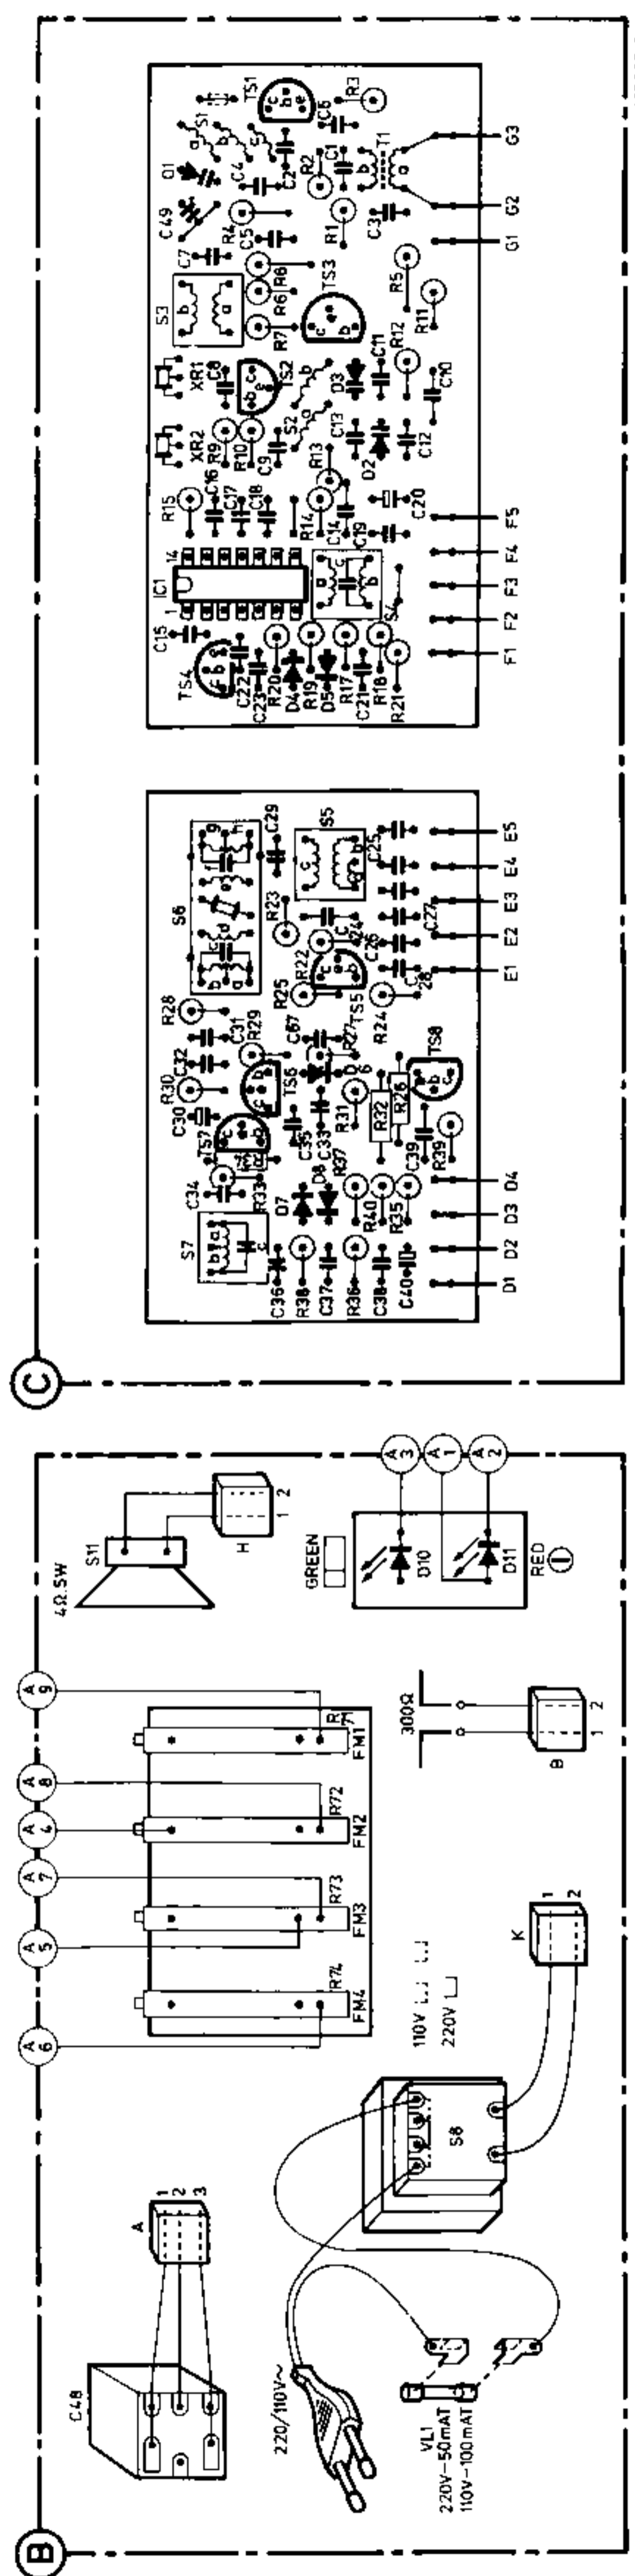 B
C48
A
1
2
3
220/110V~
VL1
220V-50mAT
110V-100mAT
S8
110V
220V
K
1
2
A 6
A 5
A 7
A 4
A 8
A 9
R74
FM4
R73
FM3
R72
FM2
R71
FM1
300Ω
B
1
2
4Ω.5W
S11
H
1
2
GREEN
D10
D11
RED
A 3
A 1
A 2
C
S7
b
a
c
C34
R33
TS7
C30
R30
C32
C31
R28
R29
TS6
S6
C29
C36
R38
C37
R36
C38
C40
D7
D8
R37
R40
R35
C35
C33
R31
R32
R26
C39
R39
TS8
C67
R27
D6
R25
R22
R23
TS5
R24
C24
C26
C28
C27
C25
S5
D1
D2
D3
D4
E1
E2
E3
E4
E5
TS4
C15
1
IC1
14
R15
C16
C17
C18
C22
C23
R20
D4
R19
D5
R17
C21
R18
R21
S4
R14
R13
C14
C19
C20
XR2
XR1
R9
R10
C9
C8
TS2
S2
a
b
C13
D2
D3
C11
C12
C10
R12
R11
R5
S3
b
a
C7
C49
R7
R6
R6
TS3
C5
R4
D1
C4
S1
a
b
TS1
c
b
e
C2
R2
R1
C1
C6
R3
C3
T1
b
a
F1
F2
F3
F4
F5
G1
G2
G3